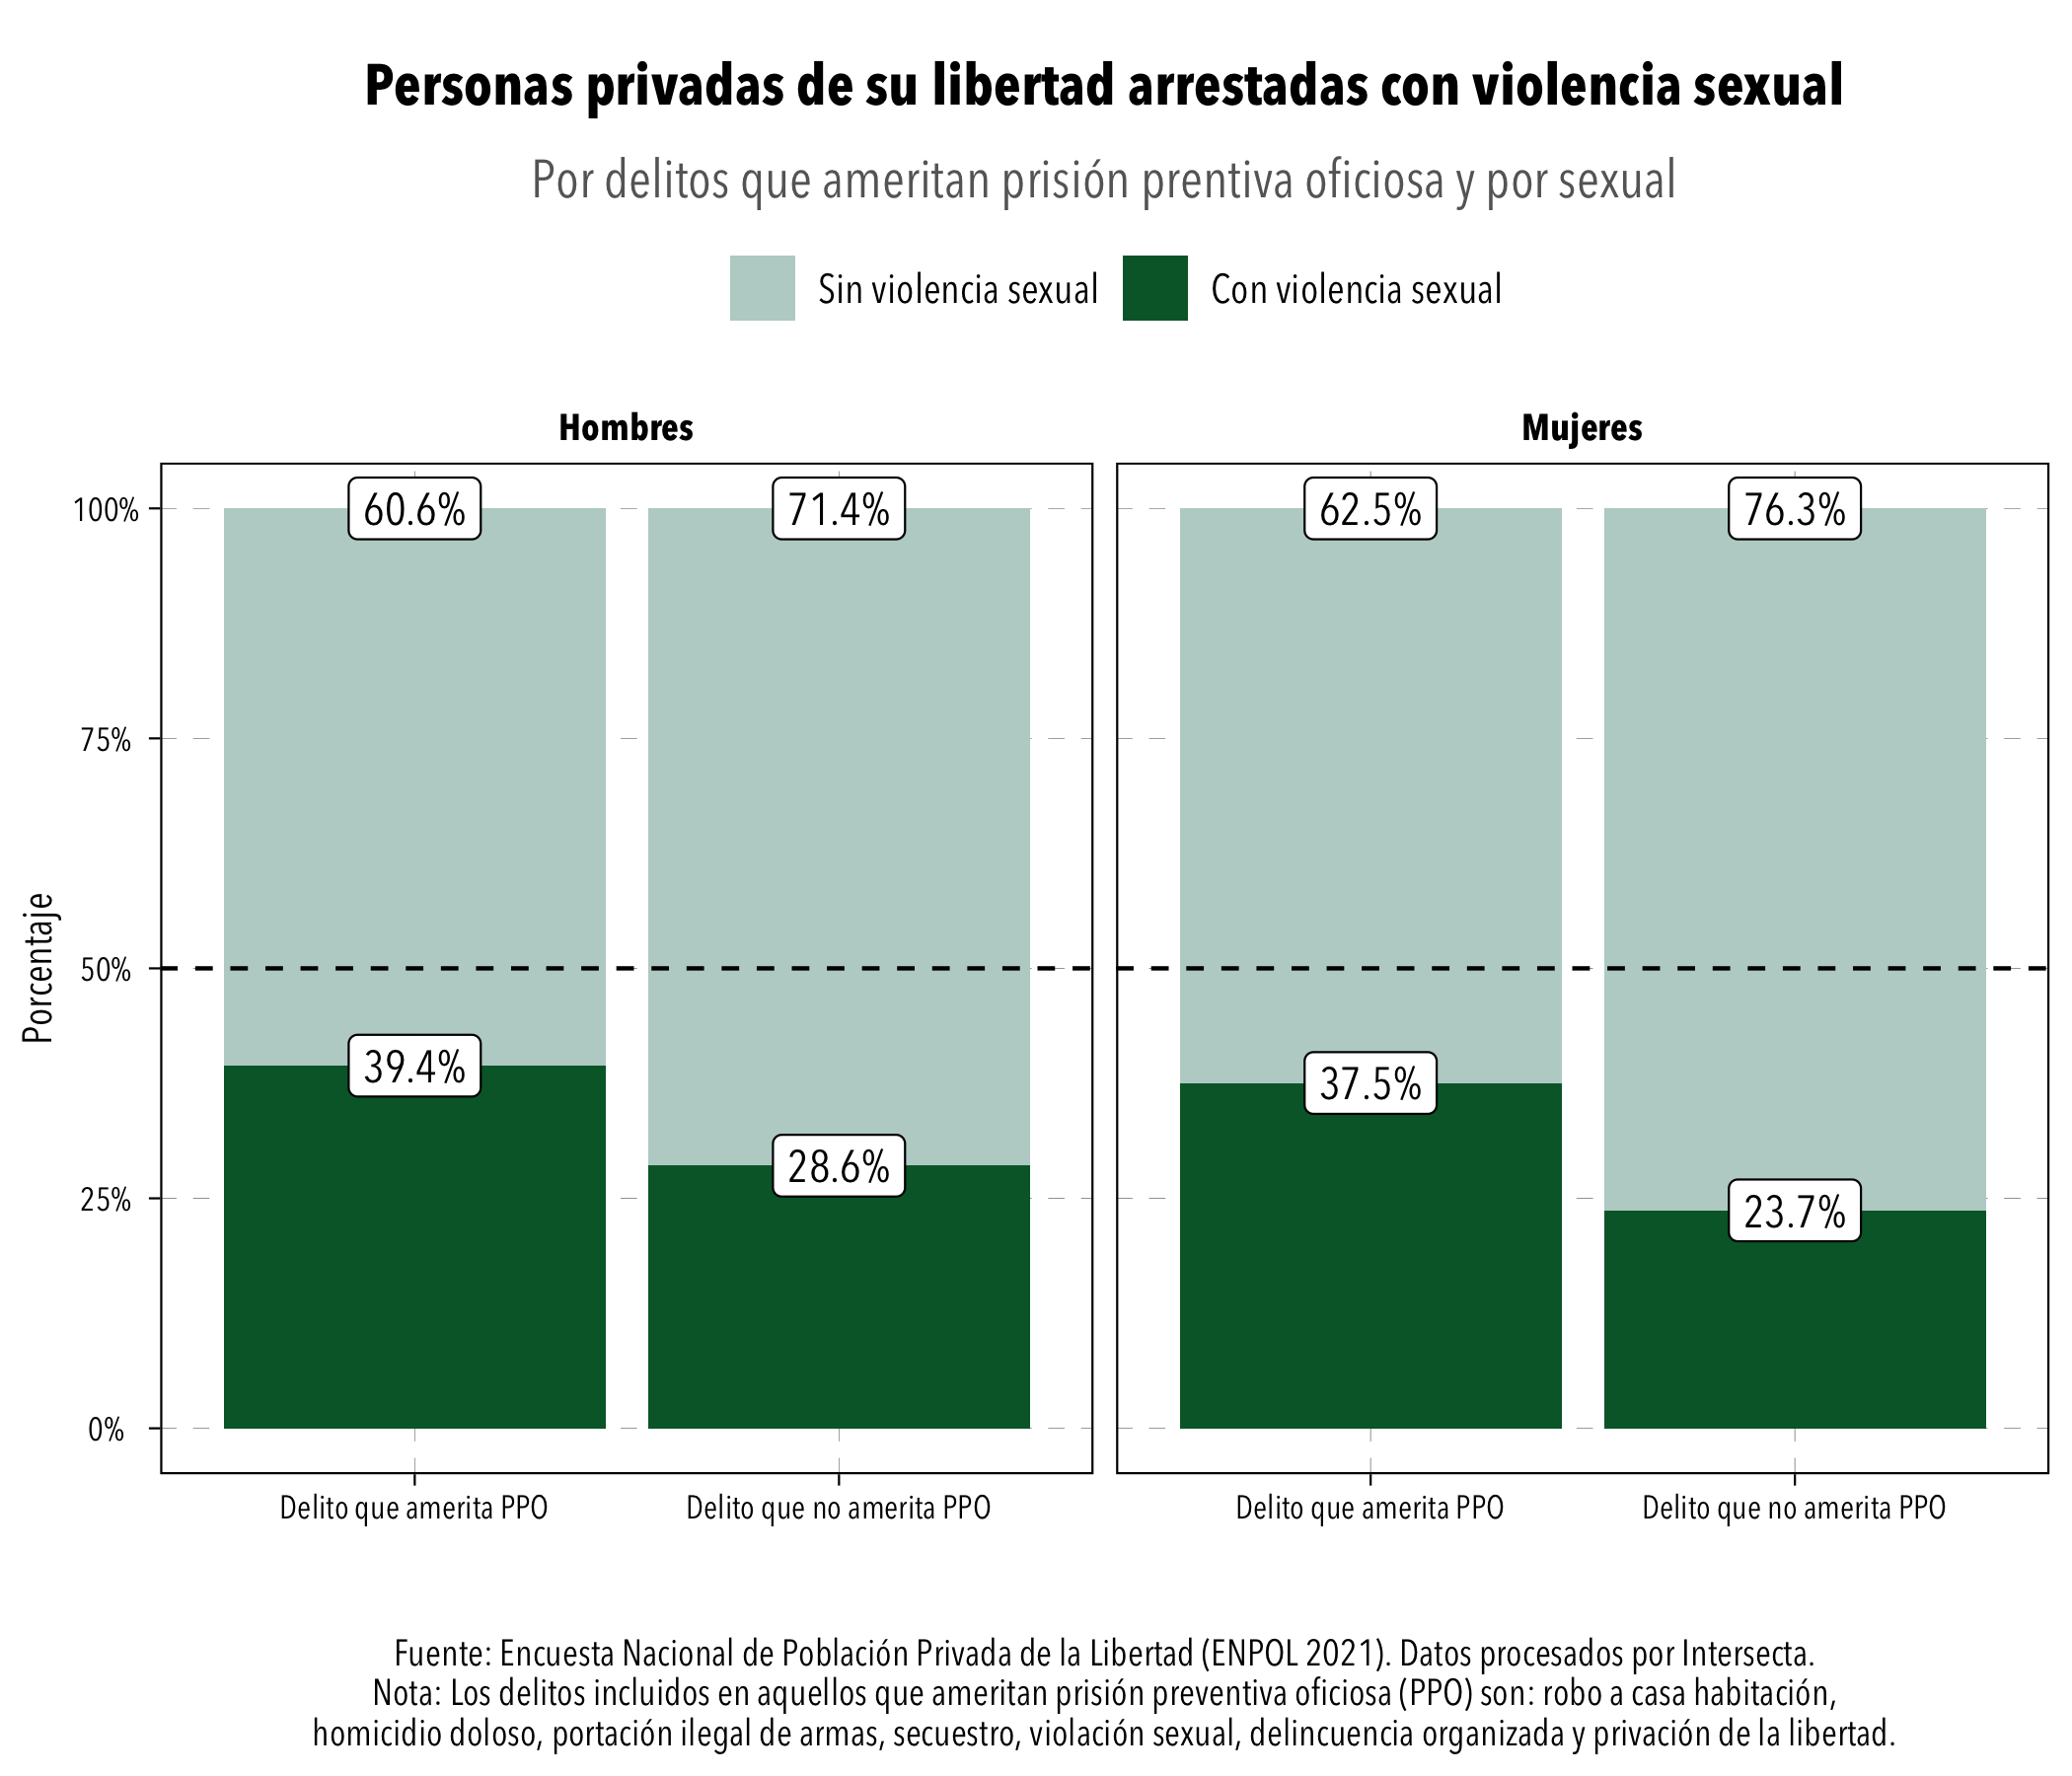 Personas privadas de su libertad arrestadas con violencia sexual
Por delitos que ameritan prisión prentiva oficiosa y por sexual
Sin violencia sexual
Con violencia sexual
Hombres
Mujeres
Porcentaje
100%
75%
50%
25%
0%
60.6%
71.4%
62.5%
76.3%
39.4%
28.6%
37.5%
23.7%
Delito que amerita PPO
Delito que no amerita PPO
Delito que amerita PPO
Delito que no amerita PPO
Fuente: Encuesta Nacional de Población Privada de la Libertad (ENPOL 2021). Datos procesados por Intersecta.
Nota: Los delitos incluidos en aquellos que ameritan prisión preventiva oficiosa (PPO) son: robo a casa habitación,
homicidio doloso, portación ilegal de armas, secuestro, violación sexual, delincuencia organizada y privación de la libertad.